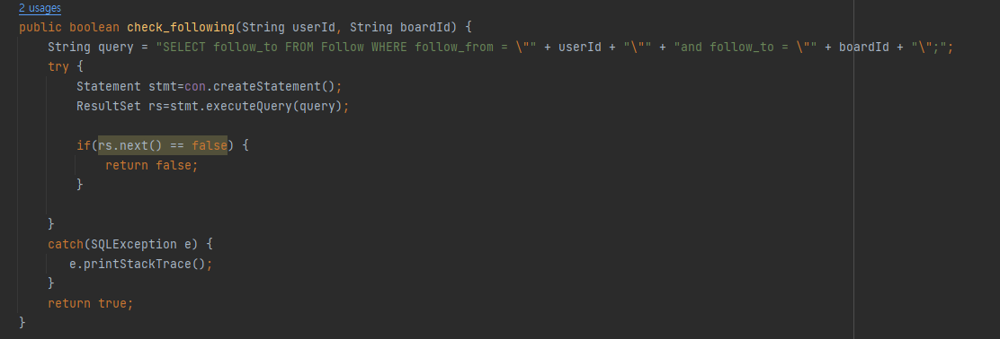 2 usages
public boolean check_following(String userId, String boardId) {
    String query = "SELECT follow_to FROM Follow WHERE follow_from = \"" + userId + "\"" + "and follow_to = \"" + boardId + "\";";
    try {
        Statement stmt=con.createStatement();
        ResultSet rs=stmt.executeQuery(query);
        if(rs.next() == false) {
            return false;
        }
    }
    catch(SQLException e) {
       e.printStackTrace();
    }
    return true;
}